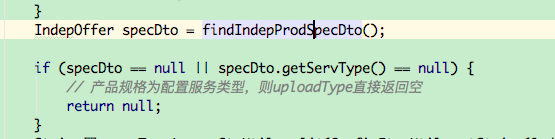 }
IndepOffer specDto = findIndepProdSpecDto();
if (specDto == null || specDto.getServType() == null) {
// 产品规格为配置服务类型，则uploadType直接返回空
return null;
}